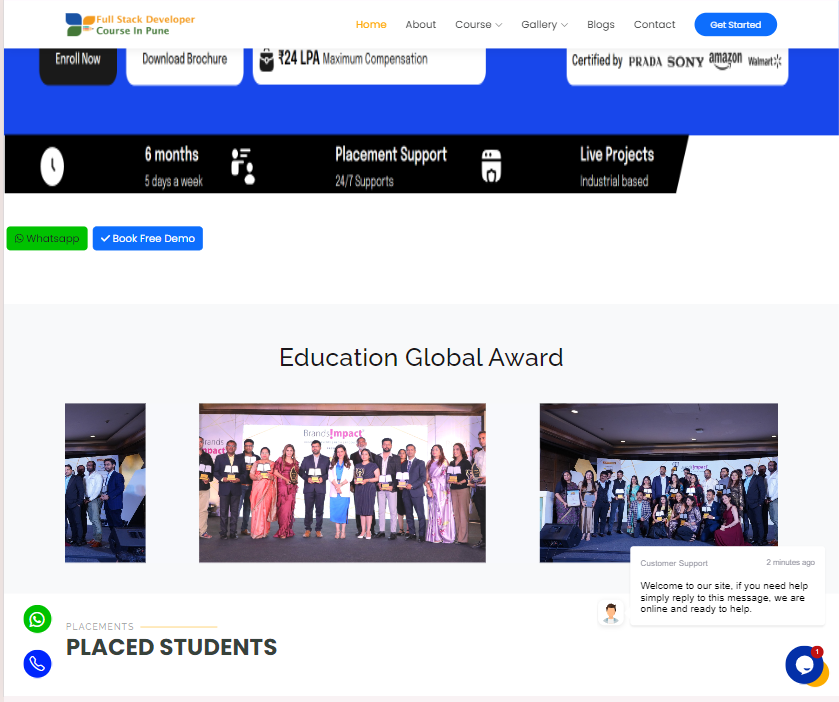 Full Stack Developer
Course In Pune
Home About Course Gallery Blogs Contact Get Started
Enroll Now Download Brochure ₹24 LPA Maximum Compensation Certified by PRADA SONY amazon Walmart
6 months Placement Support Live Projects
5 days a week 24/7 Supports Industrial based
Whatsapp Book Free Demo
Education Global Award
Brands Impact
Brands Impact
Impact
Customer Support 2 minutes ago
Welcome to our site, if you need help
simply reply to this message, we are
online and ready to help.
PLACEMENTS
PLACED STUDENTS
1